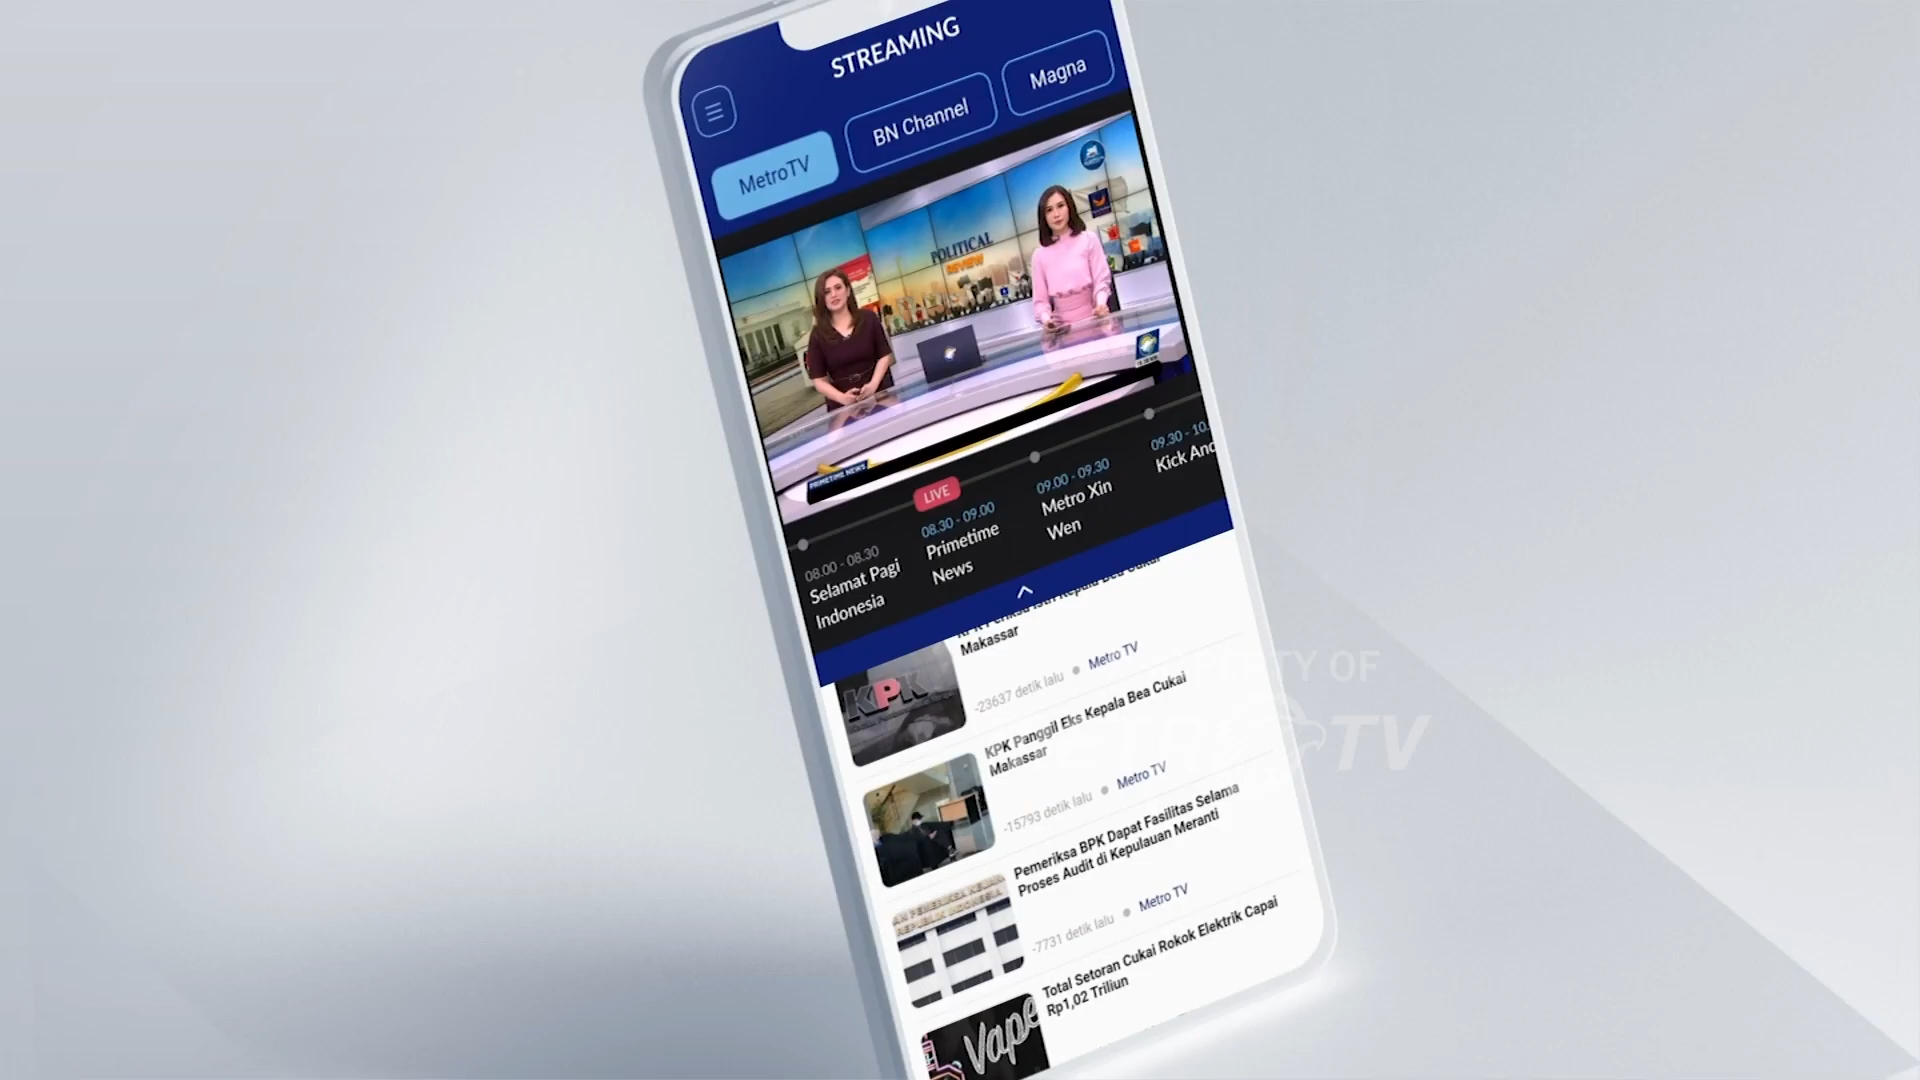 STREAMING
MetroTV
BN Channel
Magna
POLITICAL
REVIEW
PRIMETIME NEWS
LIVE
08.00 - 08.30
Selamat Pagi
Indonesia
08.30 - 09.00
Primetime
News
09.00 - 09.30
Metro Xin
Wen
09.30 - 10.
Kick And
Makassar
-23637 detik lalu
Metro TV
KPK
KPK Panggil Eks Kepala Bea Cukai
Makassar
-15793 detik lalu
Metro TV
Pemeriksa BPK Dapat Fasilitas Selama
Proses Audit di Kepulauan Meranti
-7731 detik lalu
Metro TV
Total Setoran Cukai Rokok Elektrik Capai
Rp1,02 Triliun
Vape
OF
TV